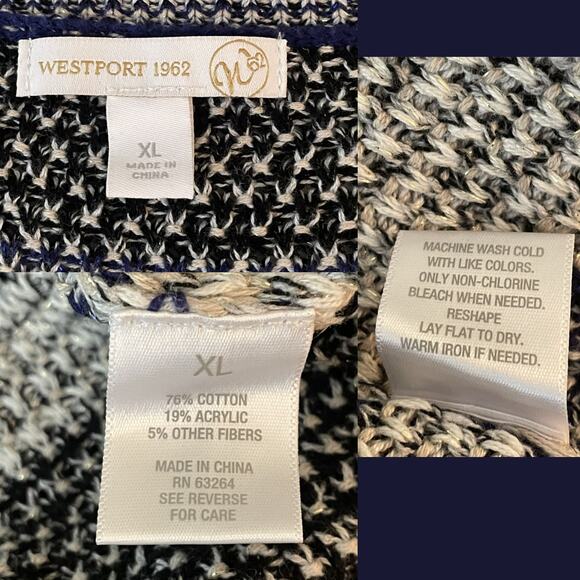 WESTPORT 1962
W 62
XL
MADE IN
CHINA
MACHINE WASH COLD
WITH LIKE COLORS.
ONLY NON-CHLORINE
BLEACH WHEN NEEDED.
RESHAPE
LAY FLAT TO DRY.
WARM IRON IF NEEDED.
XL
76% COTTON
19% ACRYLIC
5% OTHER FIBERS
MADE IN CHINA
RN 63264
SEE REVERSE
FOR CARE